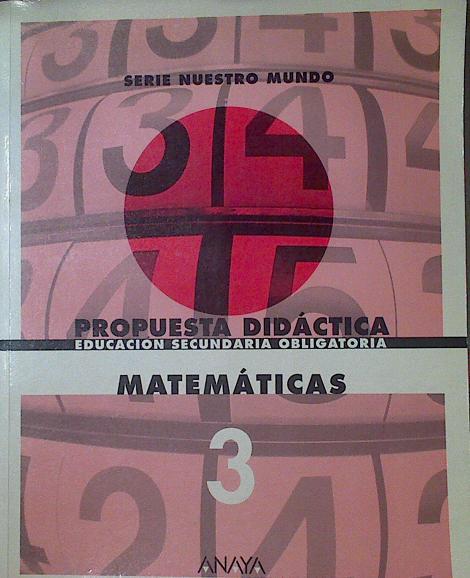 SERIE NUESTRO MUNDO
PROPUESTA DIDÁCTICA
EDUCACIÓN SECUNDARIA OBLIGATORIA
MATEMÁTICAS
3
ANAYA